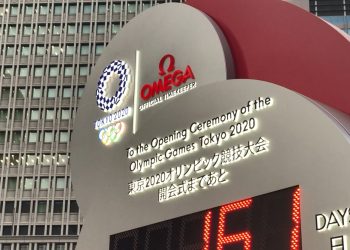 TOKYO 2020
Ω
OMEGA
OFFICIAL TIMEKEEPER
To the Opening Ceremony of the
Olympic Games Tokyo 2020
東京2020オリンピック競技大会
開会式まであと
DAYS
日